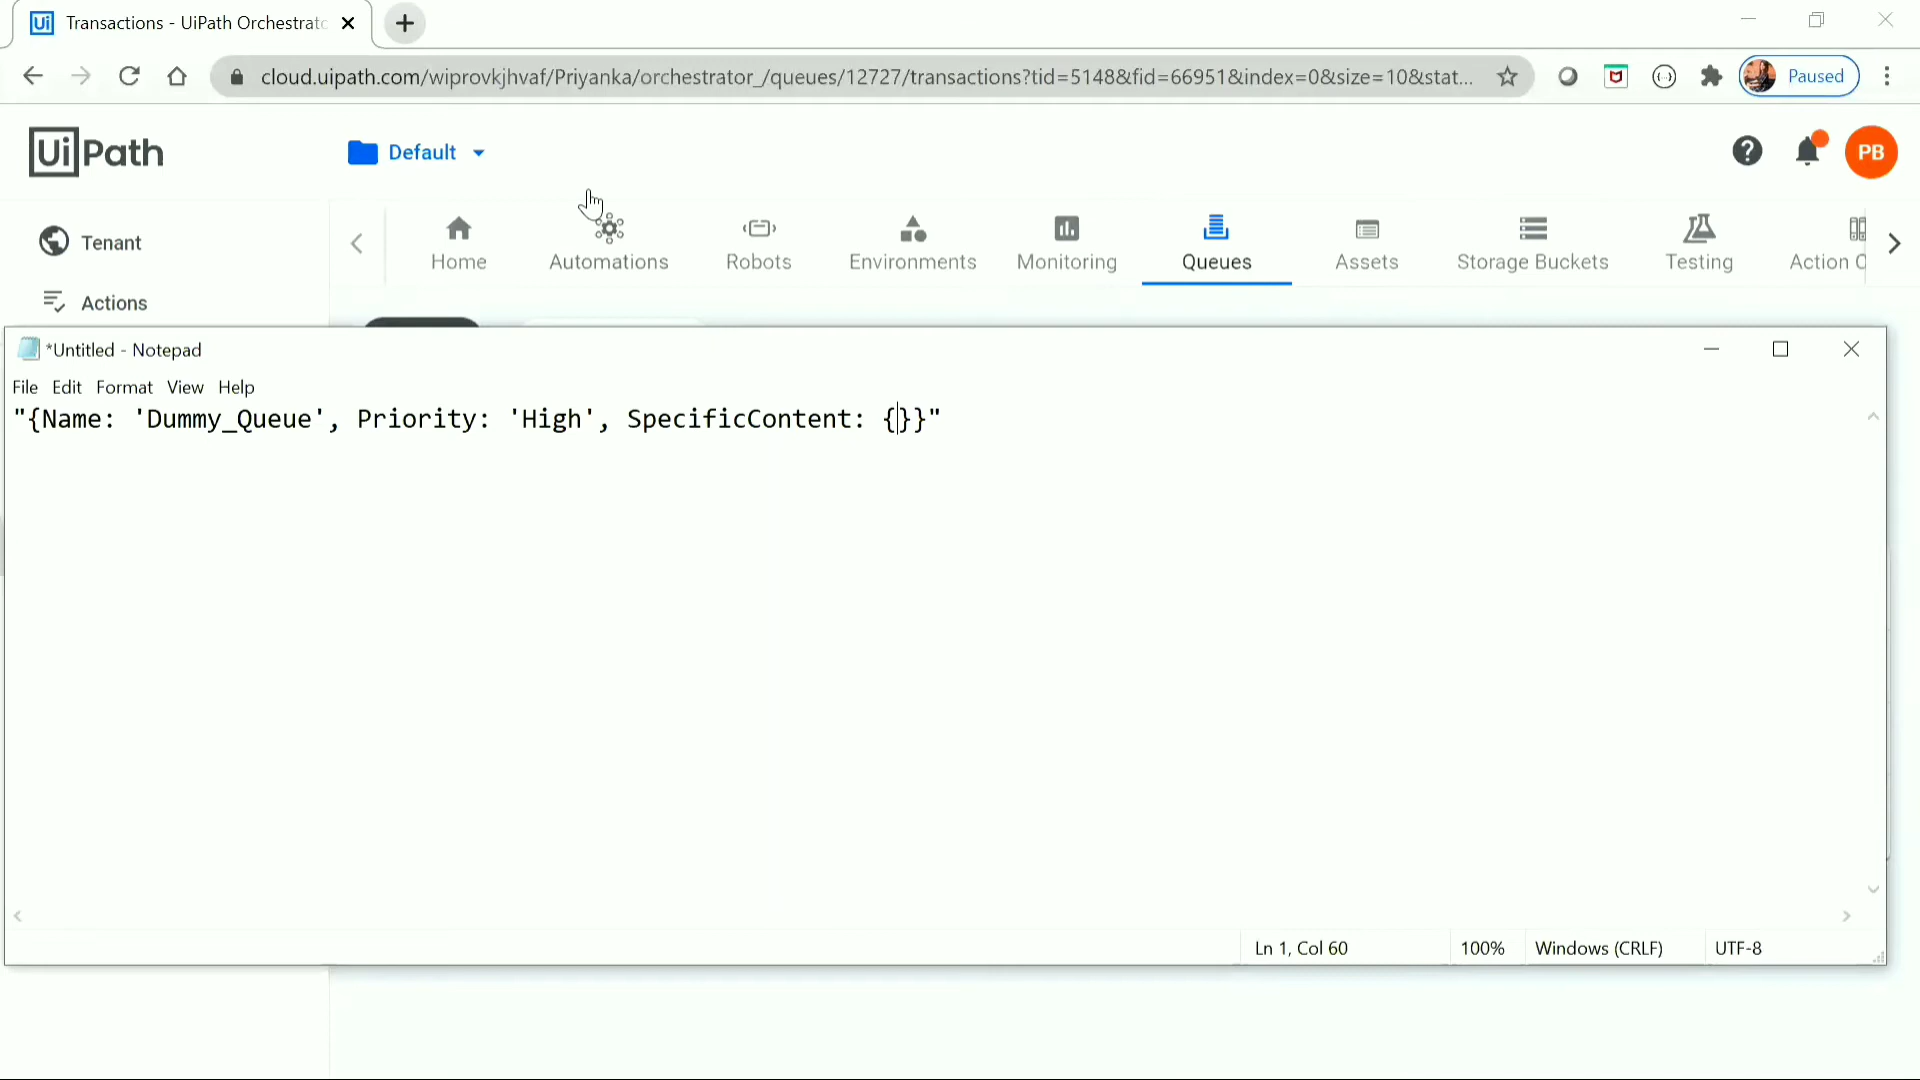 Transactions - UiPath Orchestrato
cloud.uipath.com/wiprovkjhvaf/Priyanka/orchestrator_/queues/12727/transactions?tid=5148&fid=66951&index=0&size=10&stat...
Paused
Ui Path
Default
PB
Tenant
Home
Automations
Robots
Environments
Monitoring
Queues
Assets
Storage Buckets
Testing
Action C
Actions
*Untitled - Notepad
File Edit Format View Help
"{Name: 'Dummy_Queue', Priority: 'High', SpecificContent: {}}"
Ln 1, Col 60
100%
Windows (CRLF)
UTF-8